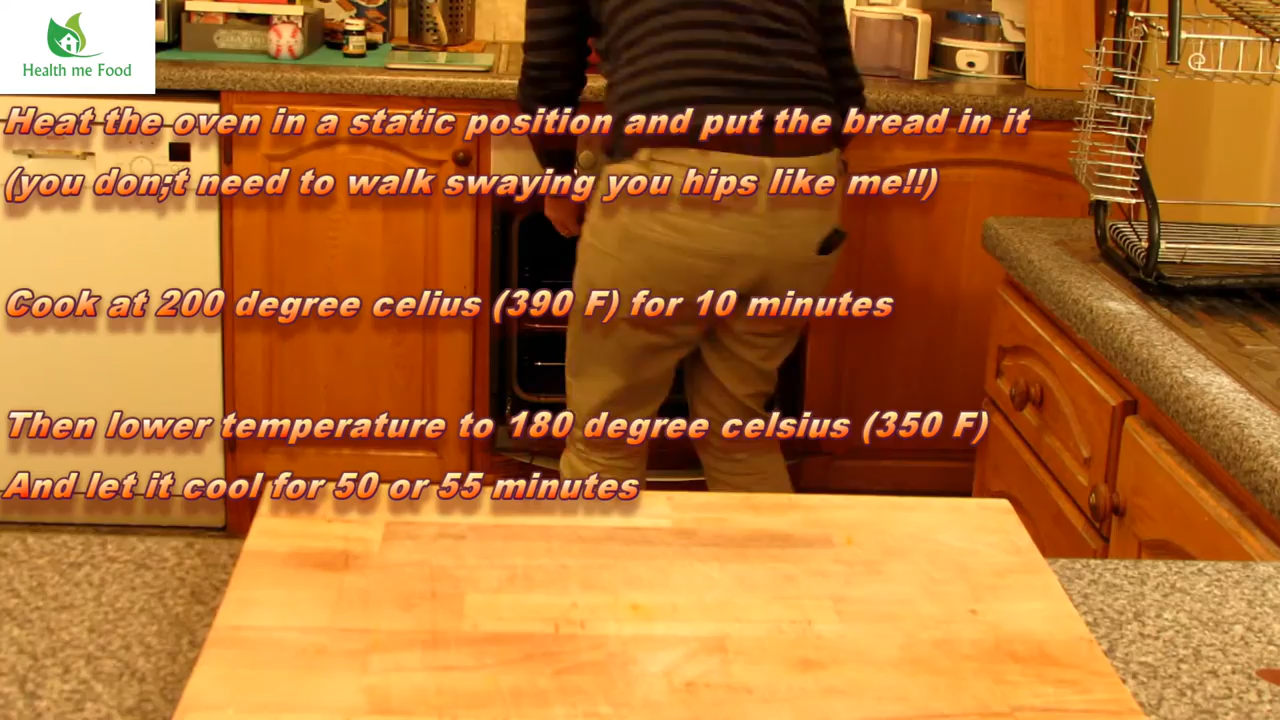 Health me Food
Heat the oven in a static position and put the bread in it
(you don;t need to walk swaying you hips like me!!)
Cook at 200 degree celius (390 F) for 10 minutes
Then lower temperature to 180 degree celsius (350 F)
And let it cool for 50 or 55 minutes